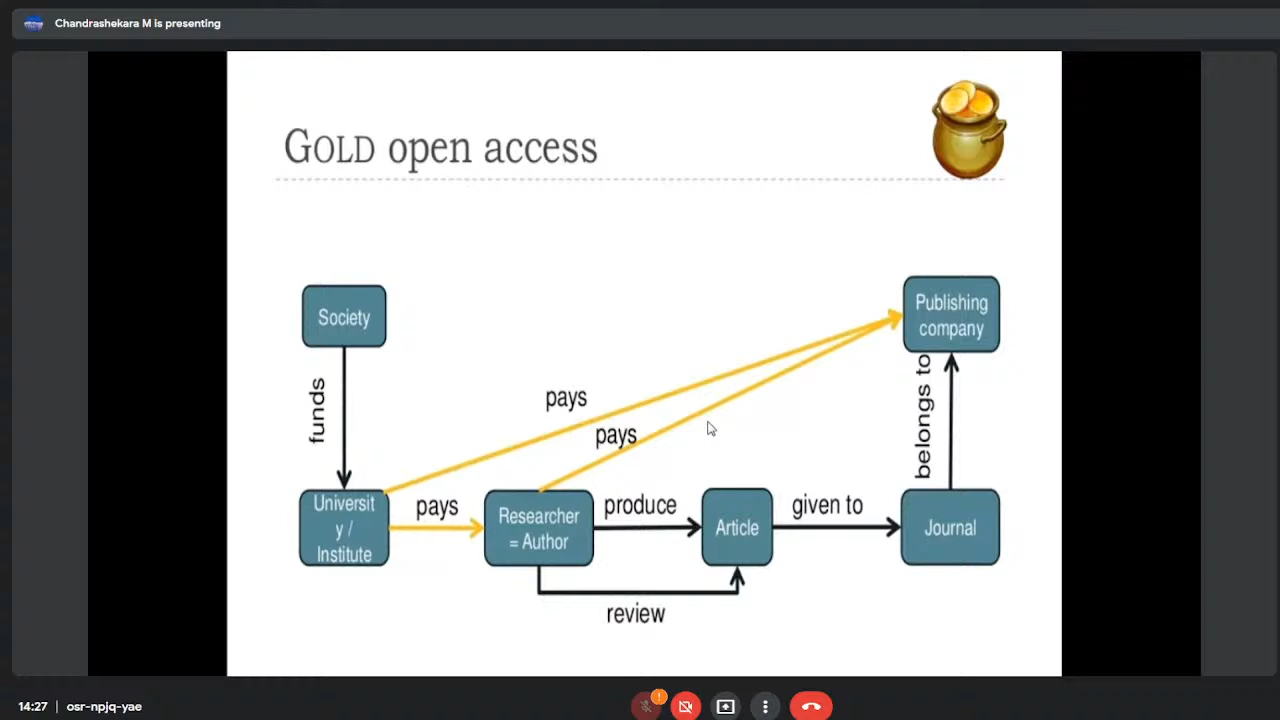 Chandrashekara M is presenting
GOLD open access
Society
Publishing
company
funds
pays
pays
belongs to
Universit
y /
Institute
pays
Researcher
= Author
produce
Article
given to
Journal
review
14:27 | osr-npjq-yae